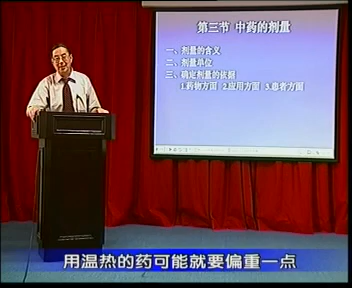 第三节 中药的剂量
一、剂量的含义
二、剂量单位
三、确定剂量的依据
1.药物方面 2.应用方面 3.患者方面
用温热的药可能就要偏重一点